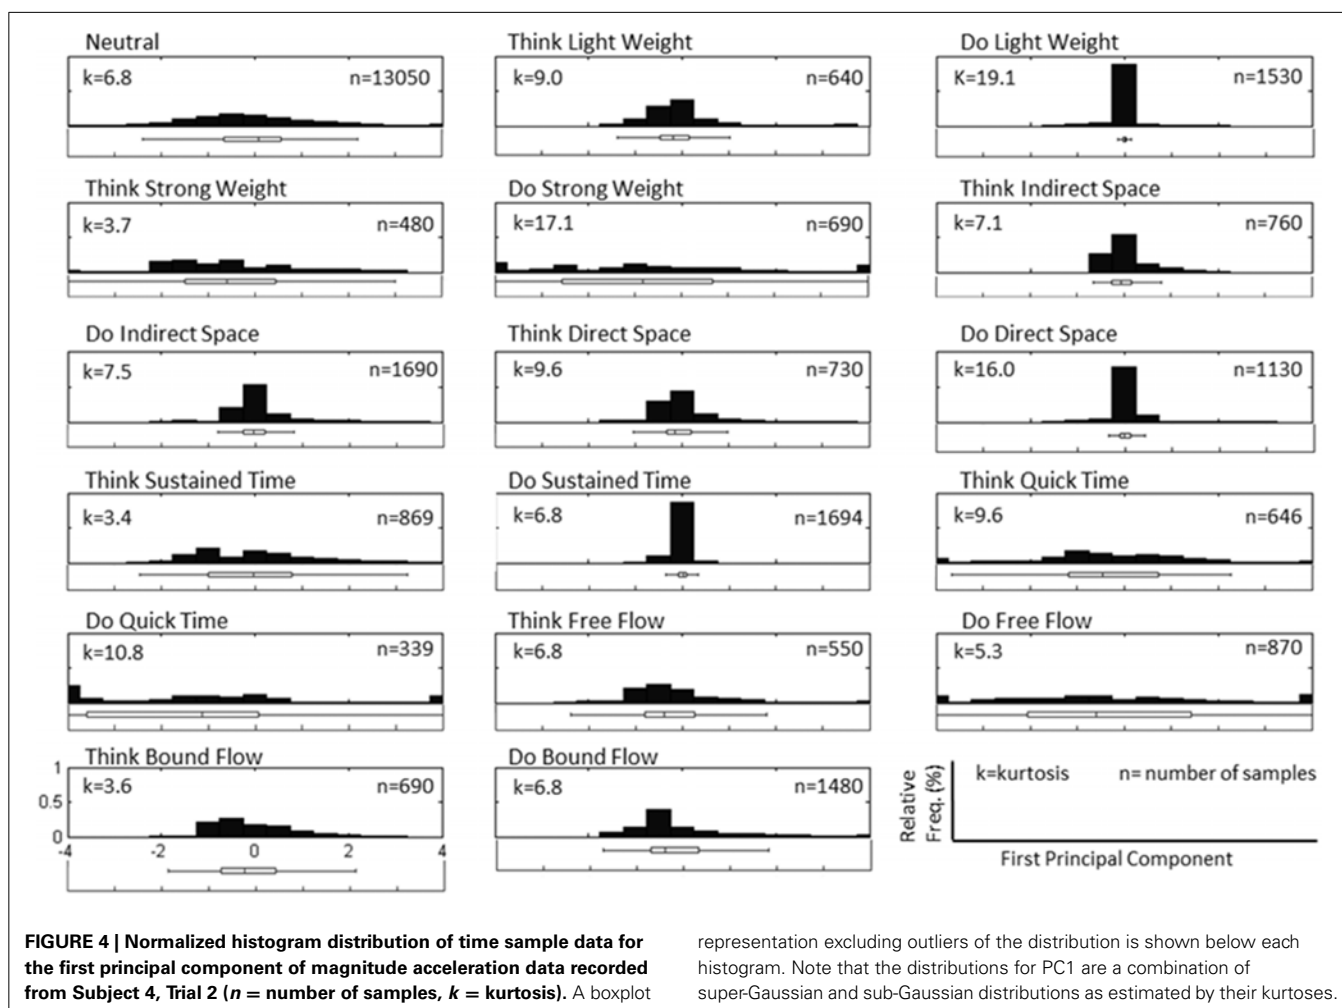 Neutral
k=6.8 n=13050
Think Light Weight
k=9.0 n=640
Do Light Weight
K=19.1 n=1530
Think Strong Weight
k=3.7 n=480
Do Strong Weight
k=17.1 n=690
Think Indirect Space
k=7.1 n=760
Do Indirect Space
k=7.5 n=1690
Think Direct Space
k=9.6 n=730
Do Direct Space
k=16.0 n=1130
Think Sustained Time
k=3.4 n=869
Do Sustained Time
k=6.8 n=1694
Think Quick Time
k=9.6 n=646
Do Quick Time
k=10.8 n=339
Think Free Flow
k=6.8 n=550
Do Free Flow
k=5.3 n=870
Think Bound Flow
1
k=3.6 n=690
0.5
0
-4 -2 0 2 4
Do Bound Flow
k=6.8 n=1480
Relative
Freq. (%)
k=kurtosis n= number of samples
First Principal Component
FIGURE 4 | Normalized histogram distribution of time sample data for
the first principal component of magnitude acceleration data recorded
from Subject 4, Trial 2 (n = number of samples, k = kurtosis). A boxplot
representation excluding outliers of the distribution is shown below each
histogram. Note that the distributions for PC1 are a combination of
super-Gaussian and sub-Gaussian distributions as estimated by their kurtoses.